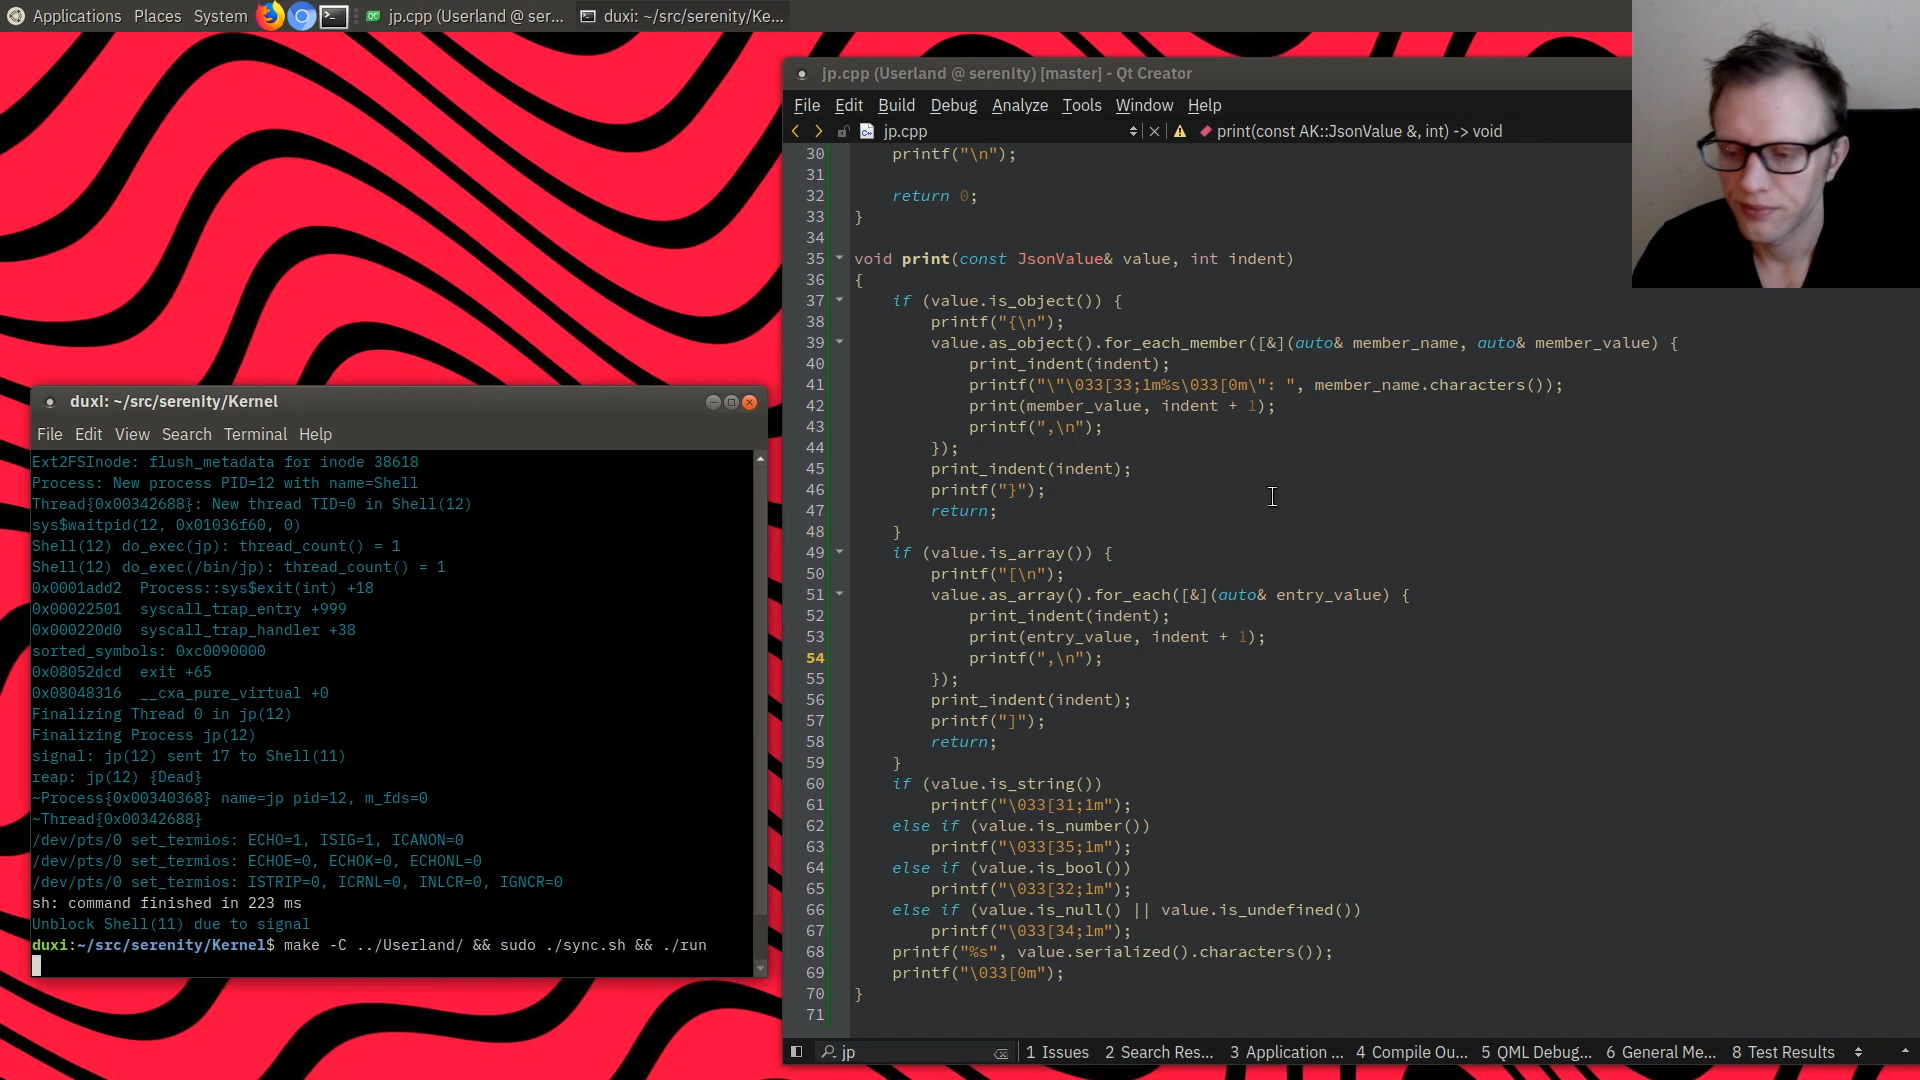 Applications Places System jp.cpp (Userland @ ser... duxi: ~/src/serenity/Ke...
jp.cpp (Userland @ serenity) [master] - Qt Creator
File Edit Build Debug Analyze Tools Window Help
jp.cpp print(const AK::JsonValue &, int) -> void
30     printf("\n");
31
32     return 0;
33 }
34
35 void print(const JsonValue& value, int indent)
36 {
37     if (value.is_object()) {
38         printf("{\n");
39         value.as_object().for_each_member([&](auto& member_name, auto& member_value) {
40             print_indent(indent);
41             printf("\"\033[33;1m%s\033[0m\": ", member_name.characters());
42             print(member_value, indent + 1);
43             printf(",\n");
44         });
45         print_indent(indent);
46         printf("}");
47         return;
48     }
49     if (value.is_array()) {
50         printf("[\n");
51         value.as_array().for_each([&](auto& entry_value) {
52             print_indent(indent);
53             print(entry_value, indent + 1);
54             printf(",\n");
55         });
56         print_indent(indent);
57         printf("]");
58         return;
59     }
60     if (value.is_string())
61         printf("\033[31;1m");
62     else if (value.is_number())
63         printf("\033[35;1m");
64     else if (value.is_bool())
65         printf("\033[32;1m");
66     else if (value.is_null() || value.is_undefined())
67         printf("\033[34;1m");
68     printf("%s", value.serialized().characters());
69     printf("\033[0m");
70 }
71
jp 1 Issues 2 Search Res... 3 Application ... 4 Compile Ou... 5 QML Debug... 6 General Me... 8 Test Results
duxi: ~/src/serenity/Kernel
File Edit View Search Terminal Help
Ext2FSInode: flush_metadata for inode 38618
Process: New process PID=12 with name=Shell
Thread{0x00342688}: New thread TID=0 in Shell(12)
sys$waitpid(12, 0x01036f60, 0)
Shell(12) do_exec(jp): thread_count() = 1
Shell(12) do_exec(/bin/jp): thread_count() = 1
0x0001add2  Process::sys$exit(int) +18
0x00022501  syscall_trap_entry +999
0x000220d0  syscall_trap_handler +38
sorted_symbols: 0xc0090000
0x08052dcd  exit +65
0x08048316  __cxa_pure_virtual +0
Finalizing Thread 0 in jp(12)
Finalizing Process jp(12)
signal: jp(12) sent 17 to Shell(11)
reap: jp(12) {Dead}
~Process{0x00340368} name=jp pid=12, m_fds=0
~Thread{0x00342688}
/dev/pts/0 set_termios: ECHO=1, ISIG=1, ICANON=0
/dev/pts/0 set_termios: ECHOE=0, ECHOK=0, ECHONL=0
/dev/pts/0 set_termios: ISTRIP=0, ICRNL=0, INLCR=0, IGNCR=0
sh: command finished in 223 ms
Unblock Shell(11) due to signal
duxi:~/src/serenity/Kernel$ make -C ../Userland/ && sudo ./sync.sh && ./run